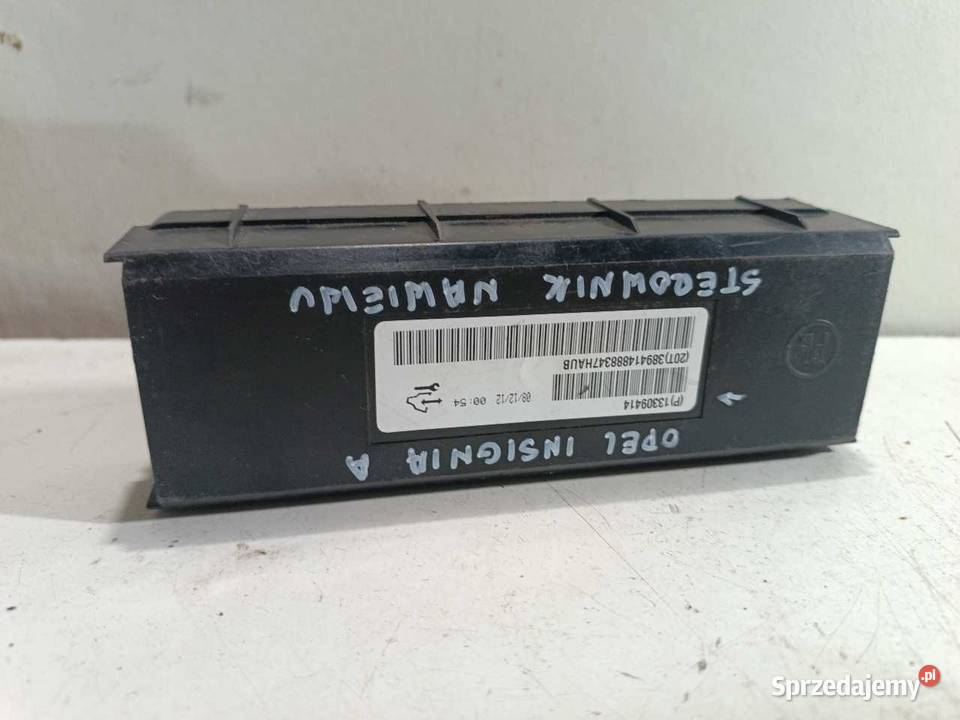 OPEL INSIGNIA A
(P)13309414
08/12/12 00:54
(20T)389414888347HAUB
STEROWNIK NAWIEWU
Sprzedajemy.pl